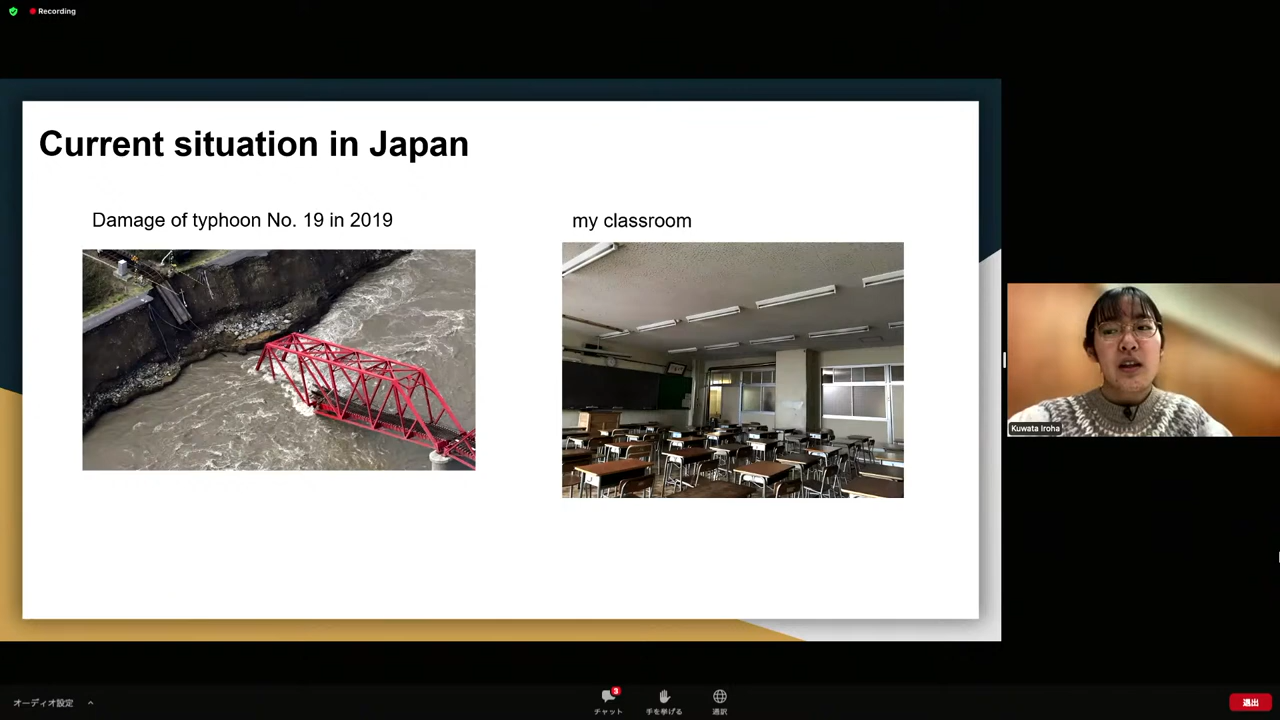 Recording
Current situation in Japan
Damage of typhoon No. 19 in 2019
my classroom
Kuwata Iroha
オーディオ設定
3
チャット
手を挙げる
通訳
退出